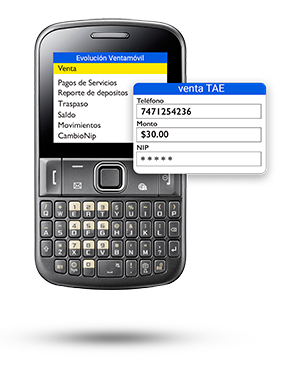 Evolución Ventamóvil
Venta
Pagos de Servicios
Reporte de depositos
Traspaso
Saldo
Movimientos
CambioNip
venta TAE
Teléfono
7471254236
Monto
$30.00
NIP
*****